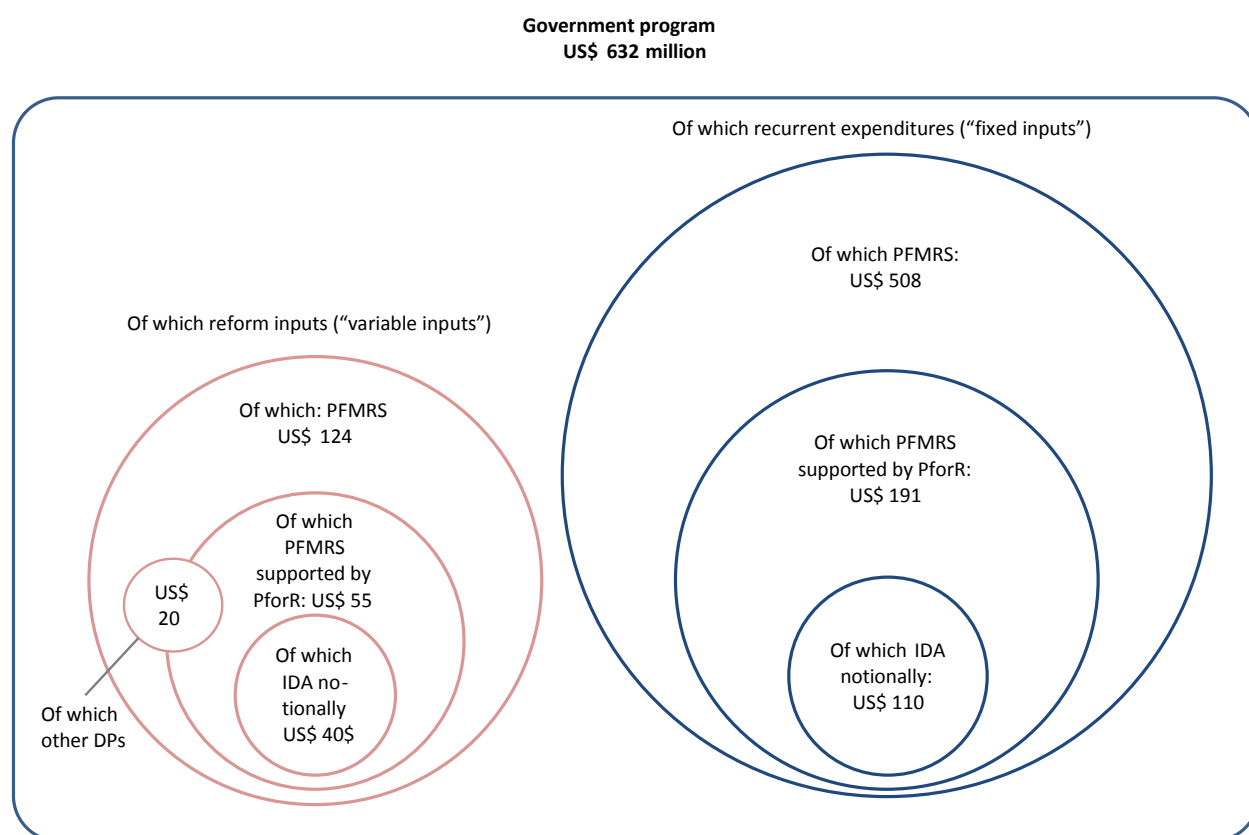 Government program
US$ 632 million
Of which recurrent expenditures (“fixed inputs”)
Of which PFMRS:
US$ 508
Of which reform inputs (“variable inputs”)
Of which: PFMRS
US$ 124
Of which PFMRS
supported by PforR:
US$ 191
Of which
PFMRS
supported by
PforR: US$ 55
US$
20
Of which
IDA no-
tionally
US$ 40$
Of which IDA
notionally:
US$ 110
Of which
other DPs